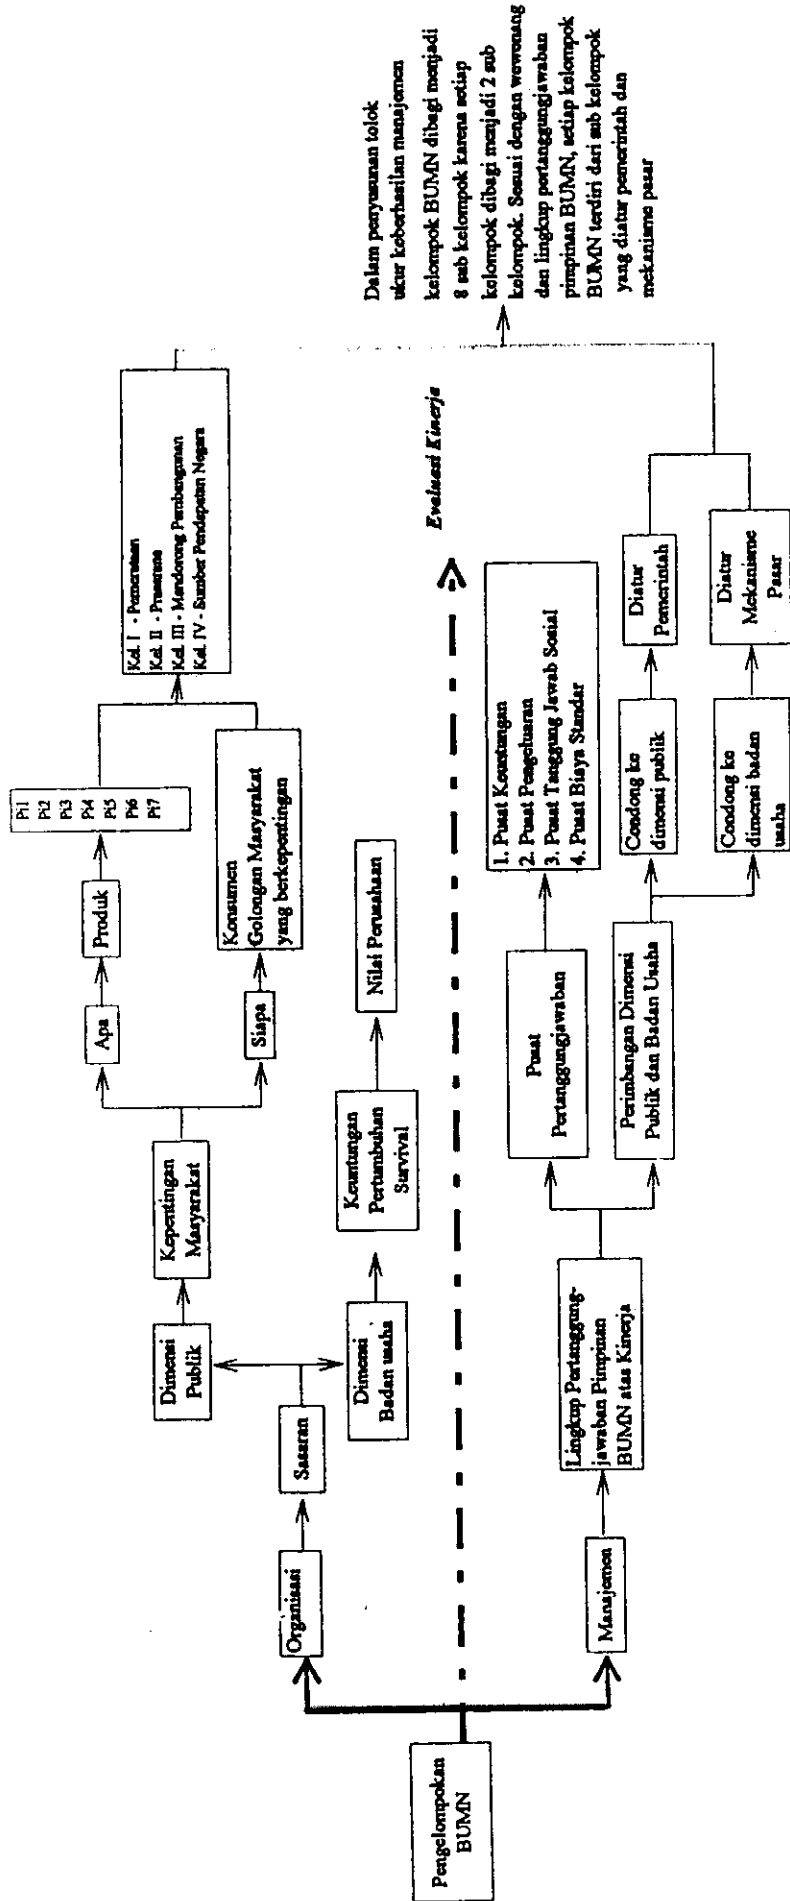 Pengelompokan
BUMN
Organisasi
Sasaran
Dimensi
Publik
Kepentingan
Masyarakat
Apa
Produk
Pi1
Pi2
Pi3
Pi4
Pi5
Pi6
Pi7
Siapa
Konsumen
Golongan Masyarakat
yang berkepentingan
Kel. I - Pemerataan
Kel. II - Prasarana
Kel. III - Mendorong Pembangunan
Kel. IV - Sumber Pendapatan Negara
Dimensi
Badan usaha
Keuntungan
Pertumbuhan
Survival
Nilai Perusahaan
Evaluasi Kinerja
Manajemen
Lingkup Pertanggung-
jawaban Pimpinan
BUMN atas Kinerja
Pusat
Pertanggungjawaban
1. Pusat Keuntungan
2. Pusat Pengeluaran
3. Pusat Tanggung Jawab Sosial
4. Pusat Biaya Standar
Perimbangan Dimensi
Publik dan Badan Usaha
Condong ke
dimensi publik
Diatur
Pemerintah
Condong ke
dimensi badan
usaha
Diatur
Mekanisme
Pasar
Dalam penyusunan tolok
ukur keberhasilan manajemen
kelompok BUMN dibagi menjadi
8 sub kelompok karena setiap
kelompok dibagi menjadi 2 sub
kelompok. Sesuai dengan wewenang
dan lingkup pertanggungjawaban
pimpinan BUMN, setiap kelompok
BUMN terdiri dari sub kelompok
yang diatur pemerintah dan
mekanisme pasar